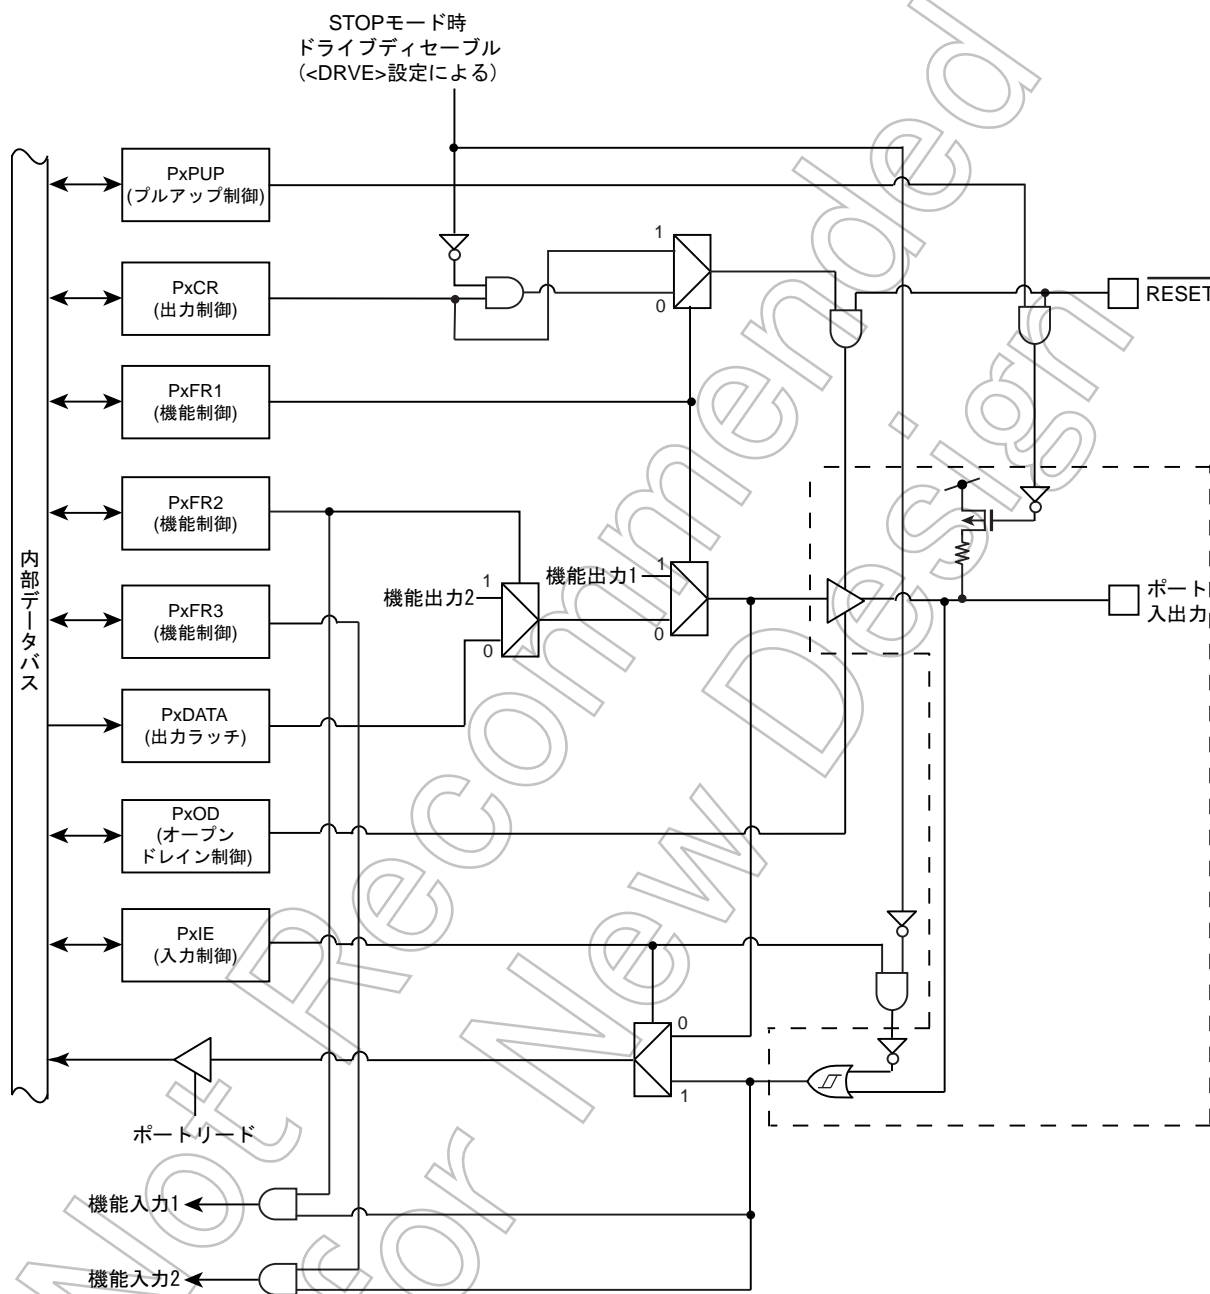 STOPモード時
ドライブディセーブル
(<DRVE>設定による)
PxPUP
(プルアップ制御)
1
PxCR
(出力制御)
0
RESET
PxFR1
(機能制御)
PxFR2
(機能制御)
内部データバス
1
機能出力2
1
機能出力1
ポート
入出力
PxFR3
(機能制御)
0
0
PxDATA
(出力ラッチ)
PxOD
(オープン
ドレイン制御)
PxIE
(入力制御)
0
1
ポートリード
機能入力1
機能入力2
Not Recommended
for New Design